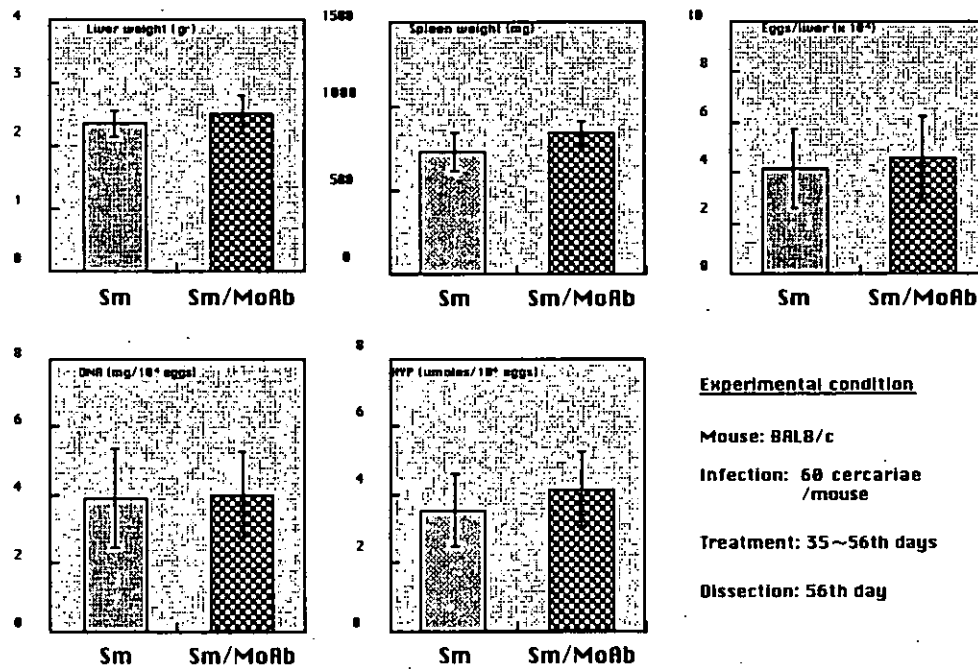 4
Liver weight (gr)
3
2
1
0
Sm Sm/MoAb
1500
Spleen weight (mg)
1000
500
0
Sm Sm/MoAb
10
Eggs/liver (x 10⁴)
8
6
4
2
0
Sm Sm/MoAb
8
DNA (mg/10⁴ eggs)
6
4
2
0
Sm Sm/MoAb
8
HYP (umoles/10⁴ eggs)
6
4
2
0
Sm Sm/MoAb
Experimental condition
Mouse: BALB/c
Infection: 60 cercariae
/mouse
Treatment: 35~56th days
Dissection: 56th day